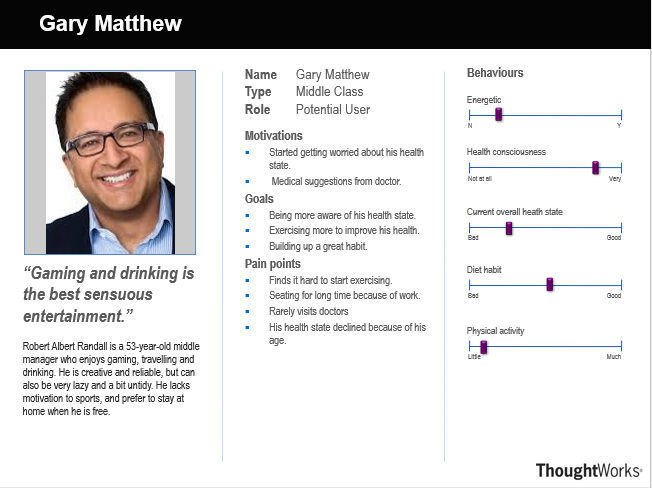 Gary Matthew
“Gaming and drinking is
the best sensuous
entertainment.”
Robert Albert Randall is a 53-year-old middle
manager who enjoys gaming, travelling and
drinking. He is creative and reliable, but can
also be very lazy and a bit untidy. He lacks
motivation to sports, and prefer to stay at
home when he is free.
Name Gary Matthew
Type Middle Class
Role Potential User
Motivations
Started getting worried about his health
state.
Medical suggestions from doctor.
Goals
Being more aware of his health state.
Exercising more to improve his health.
Building up a great habit.
Pain points
Finds it hard to start exercising.
Seating for long time because of work.
Rarely visits doctors
His health state declined because of his
age.
Behaviours
Energetic
N Y
Health consciousness
Not at all Very
Current overall heath state
Bad Good
Diet habit
Bad Good
Physical activity
Little Much
ThoughtWorks®